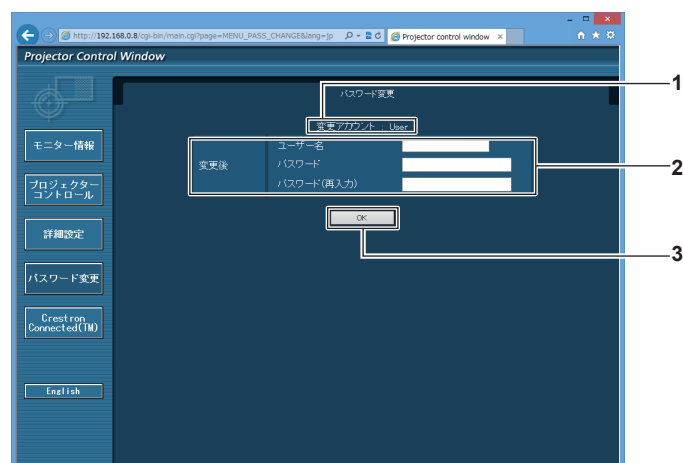 http://192.168.0.8/cgi-bin/main.cgi?page=MENU_PASS_CHANGE&lang=jp
Projector control window
Projector Control Window
パスワード変更
1
変更アカウント : User
モニター情報
変更後
ユーザー名
パスワード
パスワード(再入力)
2
プロジェクター
コントロール
OK
詳細設定
3
パスワード変更
Crestron
Connected(TM)
English